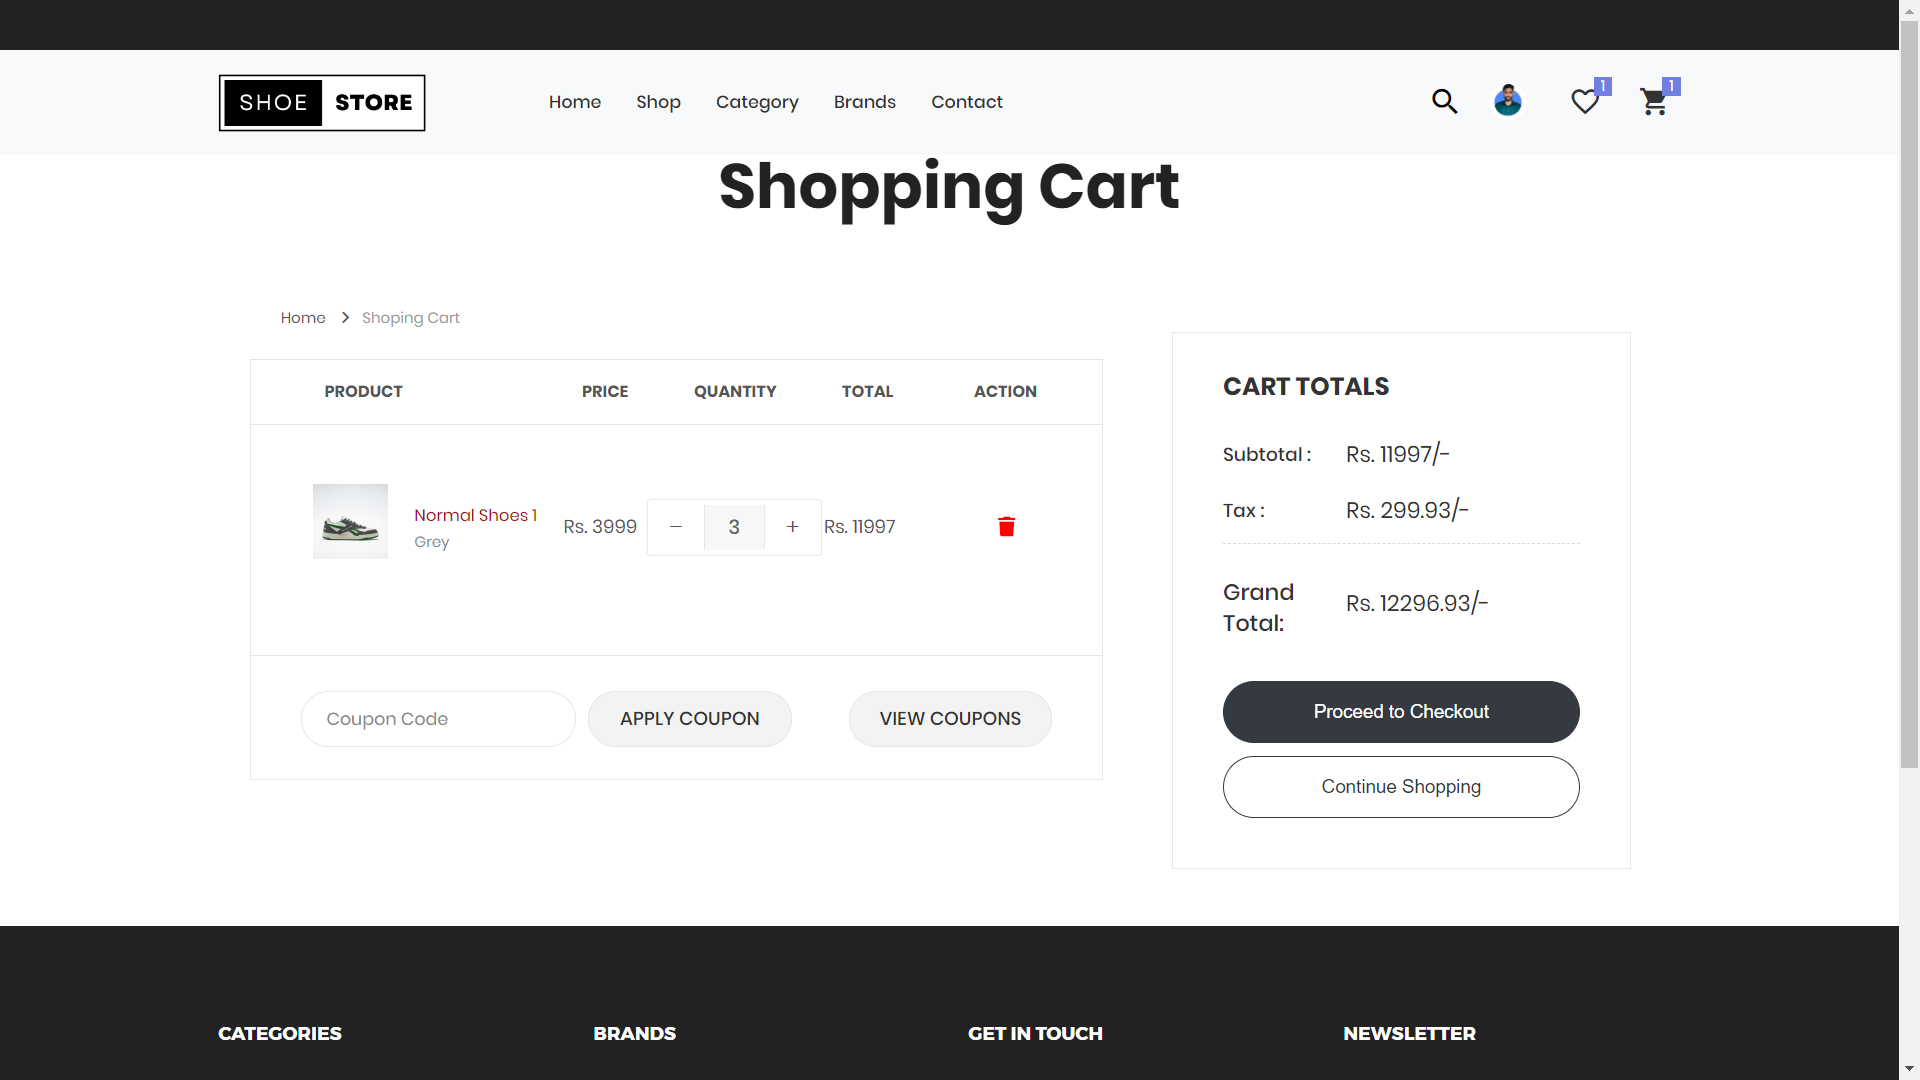 SHOE STORE
Home Shop Category Brands Contact
1 1
Shopping Cart
Home Shoping Cart
PRODUCT PRICE QUANTITY TOTAL ACTION
Normal Shoes 1
Grey
Rs. 3999 − 3 + Rs. 11997
Coupon Code APPLY COUPON VIEW COUPONS
CART TOTALS
Subtotal : Rs. 11997/-
Tax : Rs. 299.93/-
Grand
Total:
Rs. 12296.93/-
Proceed to Checkout
Continue Shopping
CATEGORIES BRANDS GET IN TOUCH NEWSLETTER